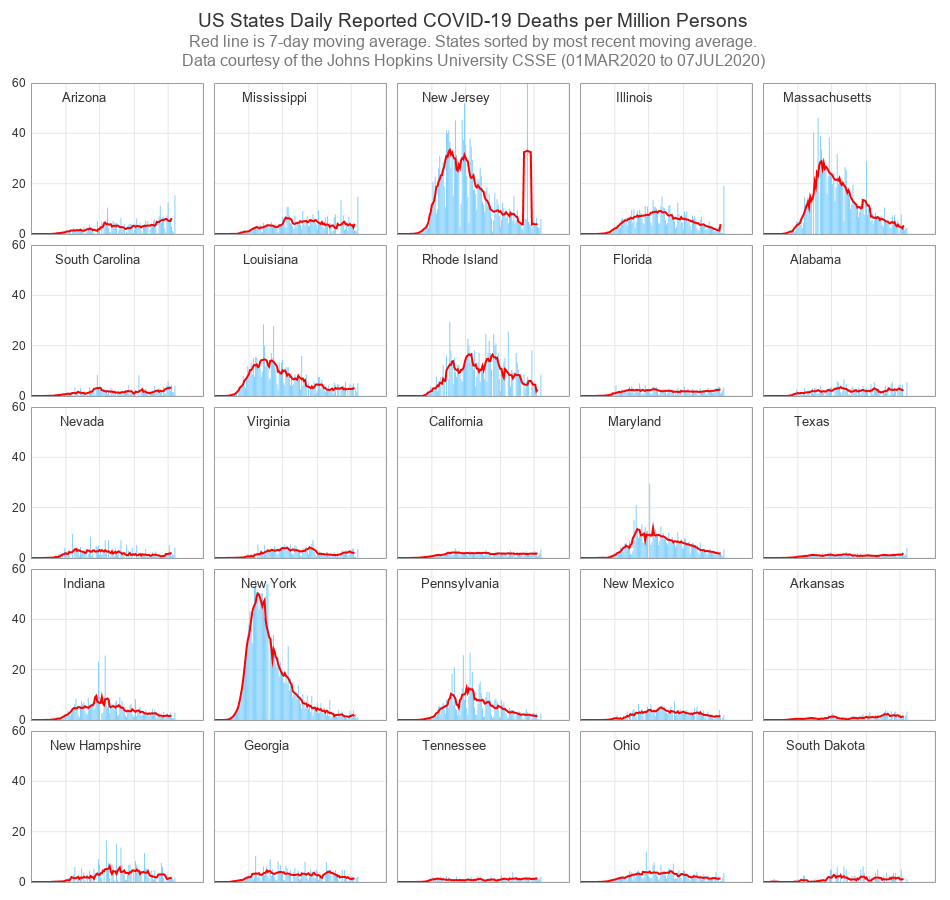 US States Daily Reported COVID-19 Deaths per Million Persons
Red line is 7-day moving average. States sorted by most recent moving average.
Data courtesy of the Johns Hopkins University CSSE (01MAR2020 to 07JUL2020)
60
Arizona Mississippi New Jersey Illinois Massachusetts
40
20
0
60
South Carolina Louisiana Rhode Island Florida Alabama
40
20
0
60
Nevada Virginia California Maryland Texas
40
20
0
60
Indiana New York Pennsylvania New Mexico Arkansas
40
20
0
60
New Hampshire Georgia Tennessee Ohio South Dakota
40
20
0